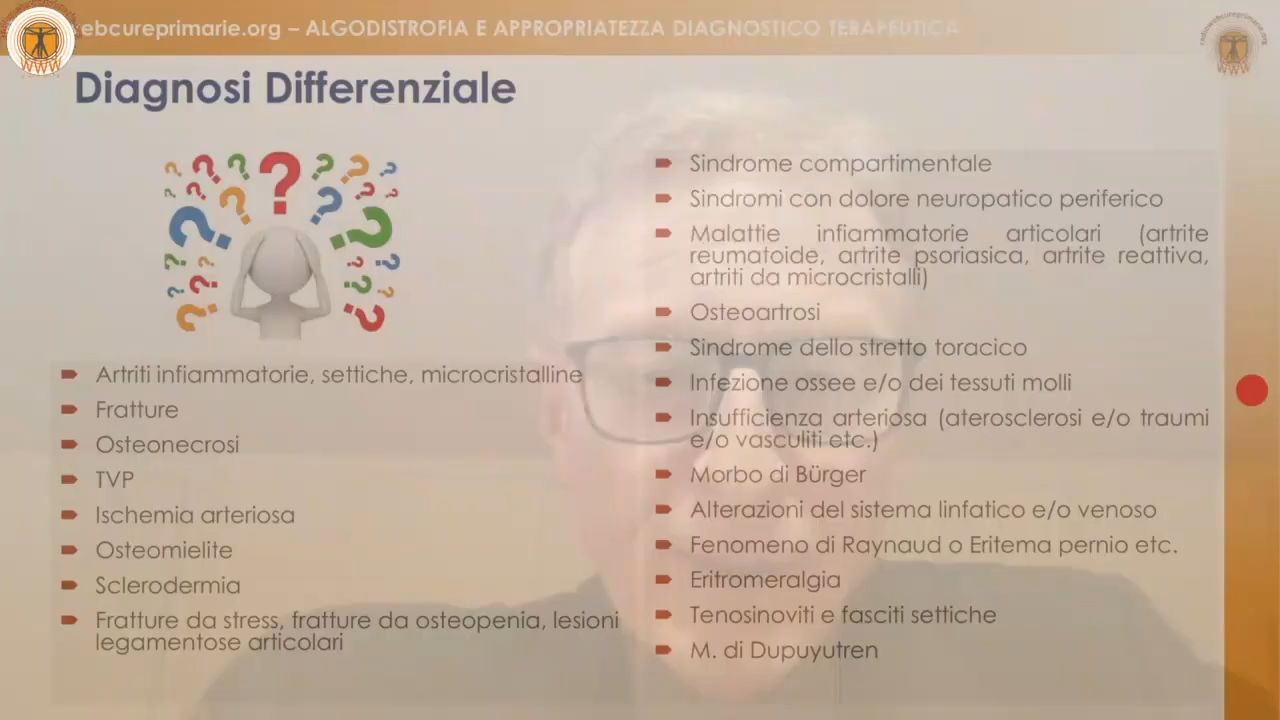 ebcureprimarie.org – ALGODISTROFIA E APPROPRIATEZZA DIAGNOSTICO TERAPEUTICA
WWW
Diagnosi Differenziale
Artriti infiammatorie, settiche, microcristalline
Fratture
Osteonecrosi
TVP
Ischemia arteriosa
Osteomielite
Sclerodermia
Fratture da stress, fratture da osteopenia, lesioni
legamentose articolari
Sindrome compartimentale
Sindromi con dolore neuropatico periferico
Malattie infiammatorie articolari (artrite
reumatoide, artrite psoriasica, artrite reattiva,
artriti da microcristalli)
Osteoartrosi
Sindrome dello stretto toracico
Infezione ossee e/o dei tessuti molli
Insufficienza arteriosa (aterosclerosi e/o traumi
e/o vasculiti etc.)
Morbo di Bürger
Alterazioni del sistema linfatico e/o venoso
Fenomeno di Raynaud o Eritema pernio etc.
Eritromeralgia
Tenosinoviti e fasciti settiche
M. di Dupuyutren